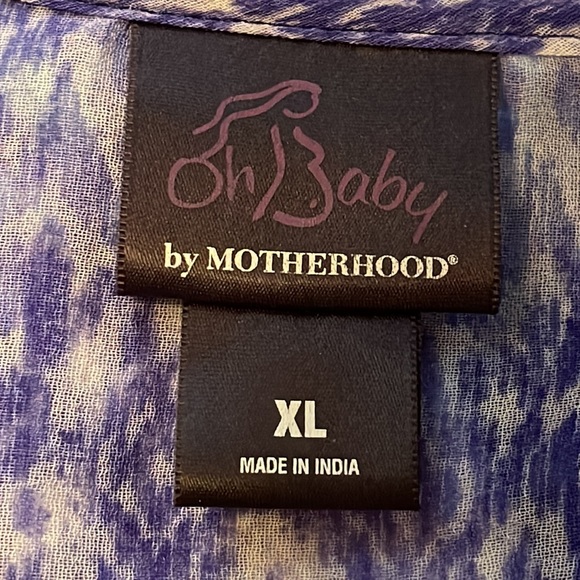 Oh Baby
by MOTHERHOOD®
XL
MADE IN INDIA